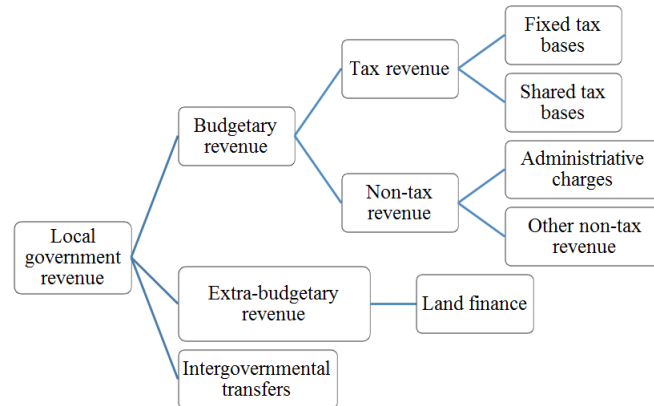 Fixed tax
bases
Tax revenue
Shared tax
bases
Budgetary
revenue
Administriative
charges
Non-tax
revenue
Other non-tax
revenue
Local
government
revenue
Extra-budgetary
revenue
Land finance
Intergovernmental
transfers